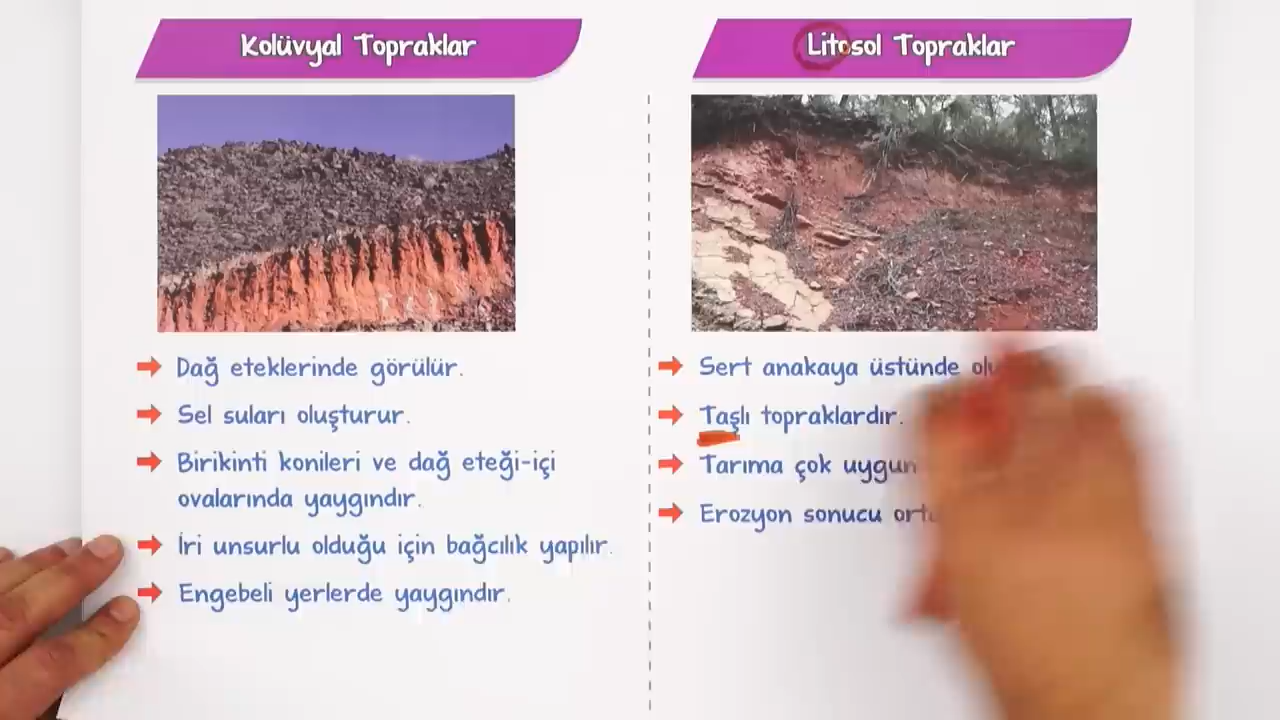 Kolüvyal Topraklar
Dağ eteklerinde görülür.
Sel suları oluşturur.
Birikinti konileri ve dağ eteği-içi
ovalarında yaygındır.
İri unsurlu olduğu için bağcılık yapılır.
Engebeli yerlerde yaygındır.
Litosol Topraklar
Sert anakaya üstünde
Taşlı topraklardır.
Tarıma çok uygun
Erozyon sonucu